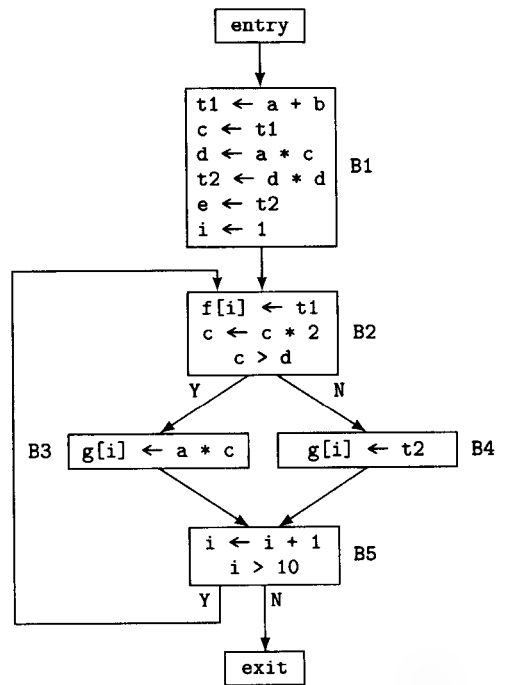 entry
t1 ← a + b
c ← t1
d ← a * c
t2 ← d * d
e ← t2
i ← 1
B1
f[i] ← t1
c ← c * 2
c > d
B2
Y N
B3 g[i] ← a * c
g[i] ← t2 B4
i ← i + 1
i > 10
B5
Y N
exit